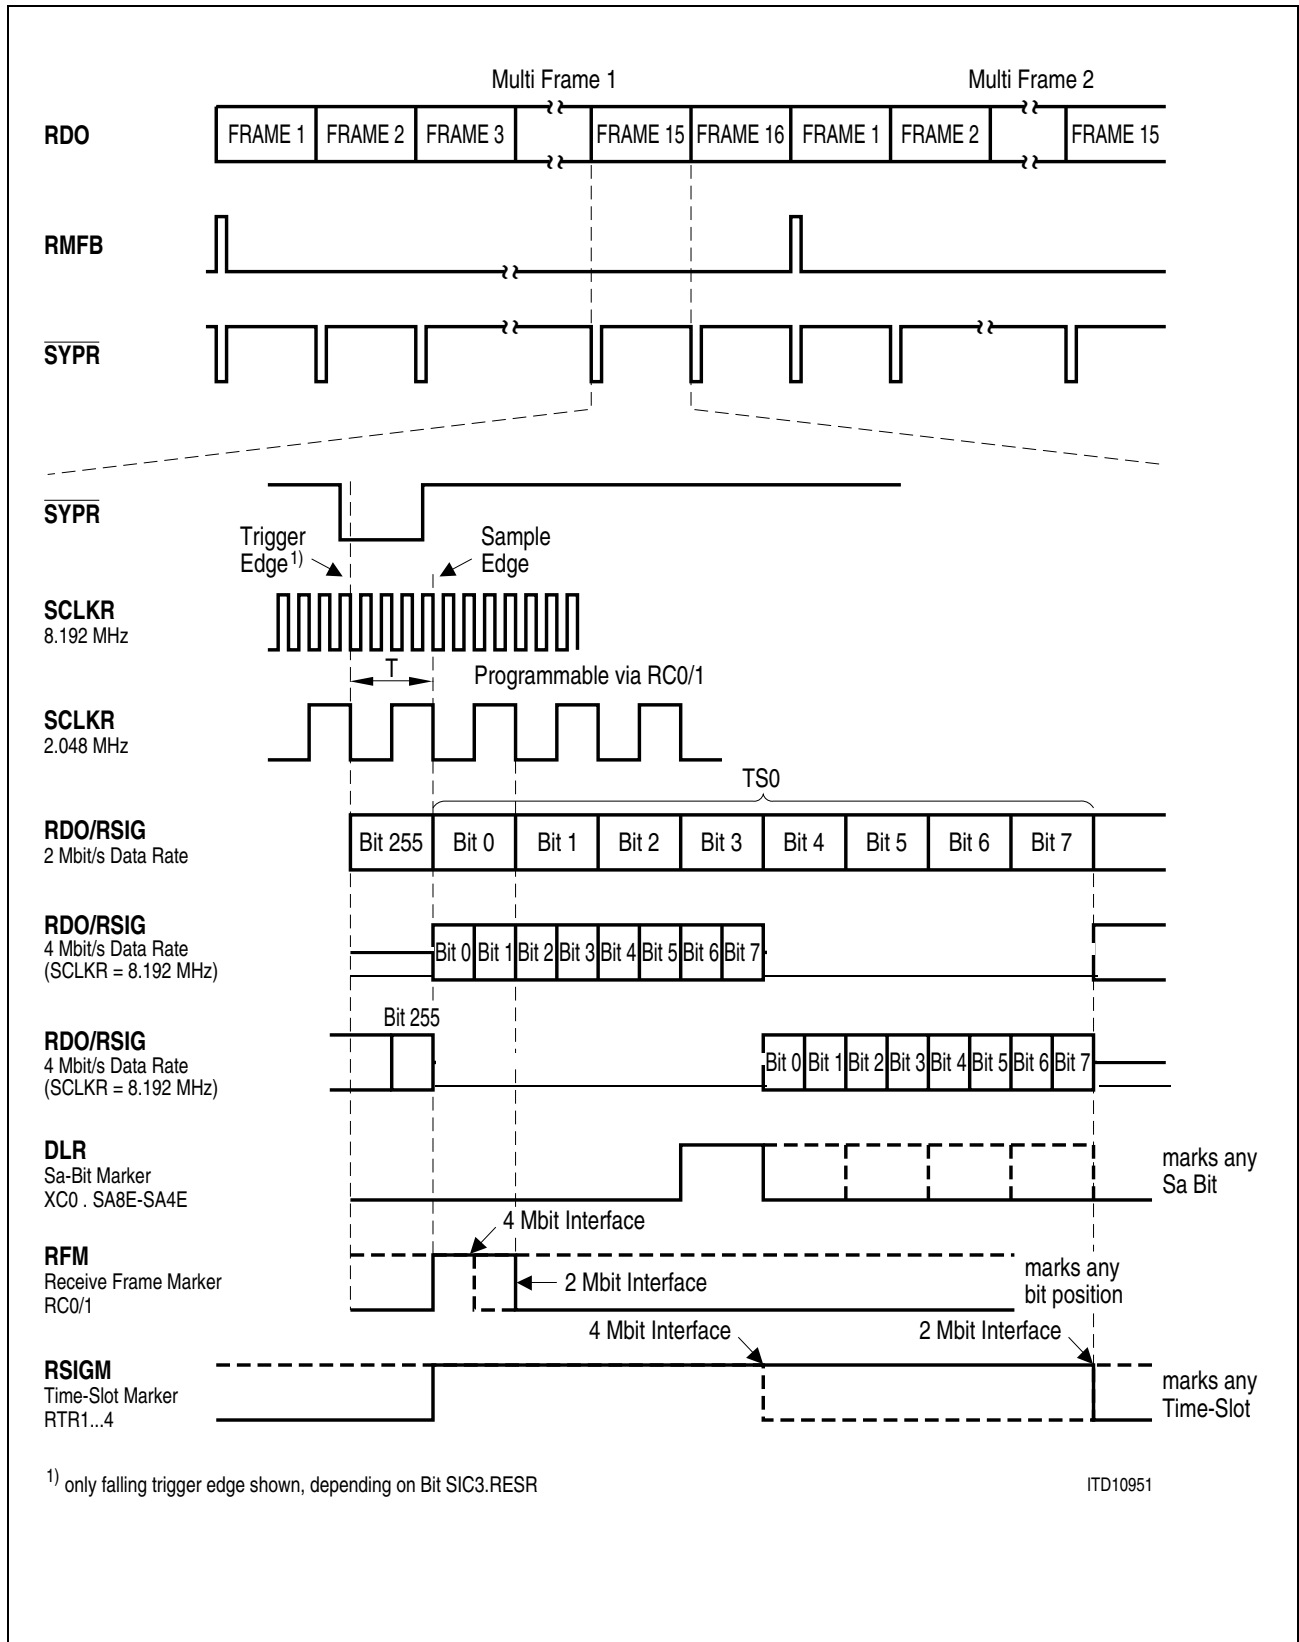 Multi Frame 1 Multi Frame 2
RDO FRAME 1 FRAME 2 FRAME 3 FRAME 15 FRAME 16 FRAME 1 FRAME 2 FRAME 15
RMFB
SYPR
SYPR
Trigger
Edge 1)
Sample
Edge
SCLKR
8.192 MHz
T Programmable via RC0/1
SCLKR
2.048 MHz
TS0
RDO/RSIG
2 Mbit/s Data Rate
Bit 255 Bit 0 Bit 1 Bit 2 Bit 3 Bit 4 Bit 5 Bit 6 Bit 7
RDO/RSIG
4 Mbit/s Data Rate
(SCLKR = 8.192 MHz)
Bit 0 Bit 1 Bit 2 Bit 3 Bit 4 Bit 5 Bit 6 Bit 7
Bit 255
RDO/RSIG
4 Mbit/s Data Rate
(SCLKR = 8.192 MHz)
Bit 0 Bit 1 Bit 2 Bit 3 Bit 4 Bit 5 Bit 6 Bit 7
DLR
Sa-Bit Marker
XC0 . SA8E-SA4E
marks any
Sa Bit
4 Mbit Interface
RFM
Receive Frame Marker
RC0/1
2 Mbit Interface
marks any
bit position
4 Mbit Interface 2 Mbit Interface
RSIGM
Time-Slot Marker
RTR1...4
marks any
Time-Slot
1) only falling trigger edge shown, depending on Bit SIC3.RESR
ITD10951